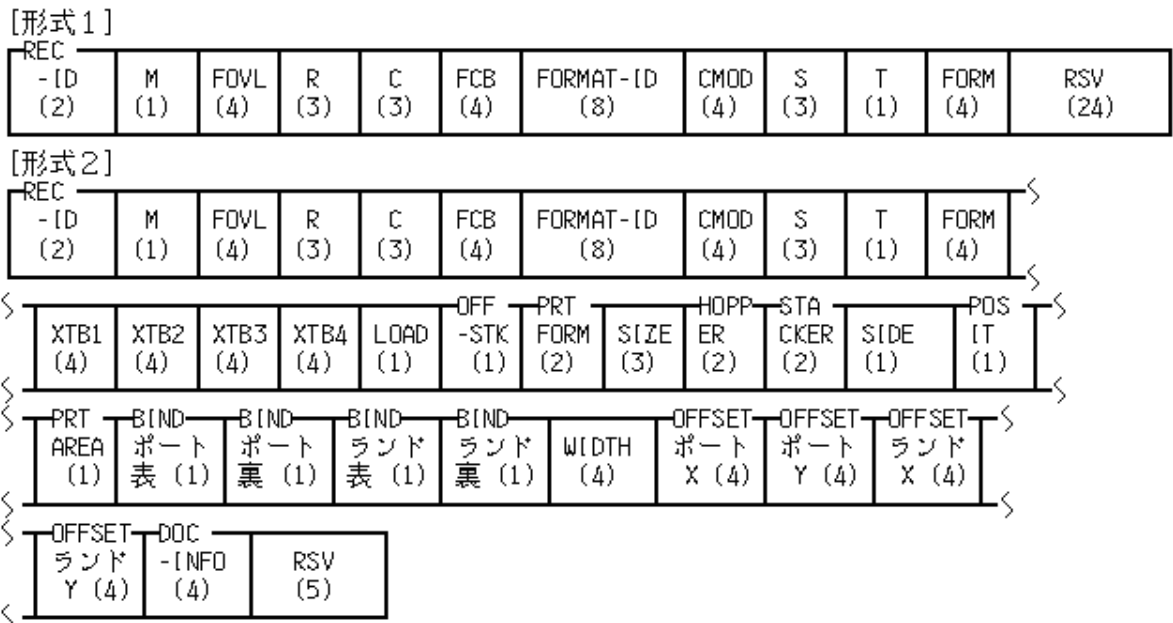 [形式1]
REC
-ID M FOVL R C FCB FORMAT-ID CMOD S T FORM RSV
(2) (1) (4) (3) (3) (4) (8) (4) (3) (1) (4) (24)
[形式2]
REC
-ID M FOVL R C FCB FORMAT-ID CMOD S T FORM
(2) (1) (4) (3) (3) (4) (8) (4) (3) (1) (4)
OFF PRT HOPP STA POS
XTB1 XTB2 XTB3 XTB4 LOAD -STK FORM SIZE ER CKER SIDE IT
(4) (4) (4) (4) (1) (1) (2) (3) (2) (2) (1) (1)
PRT BIND BIND BIND BIND OFFSET OFFSET OFFSET
AREA ポート ポート ランド ランド WIDTH ポート ポート ランド
(1) 表 (1) 裏 (1) 表 (1) 裏 (1) (4) X (4) Y (4) X (4)
OFFSET DOC
ランド -INFO RSV
Y (4) (4) (5)